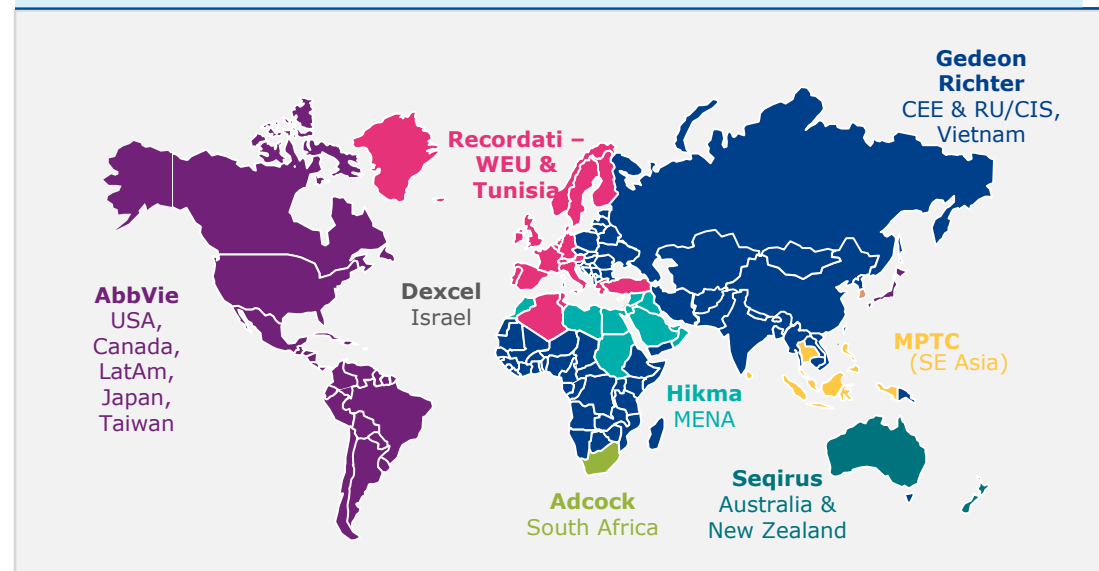 Gedeon
Richter
CEE & RU/CIS,
Vietnam
Recordati –
WEU &
Tunisia
AbbVie
USA,
Canada,
LatAm,
Japan,
Taiwan
Dexcel
Israel
MPTC
(SE Asia)
Hikma
MENA
Seqirus
Australia &
New Zealand
Adcock
South Africa